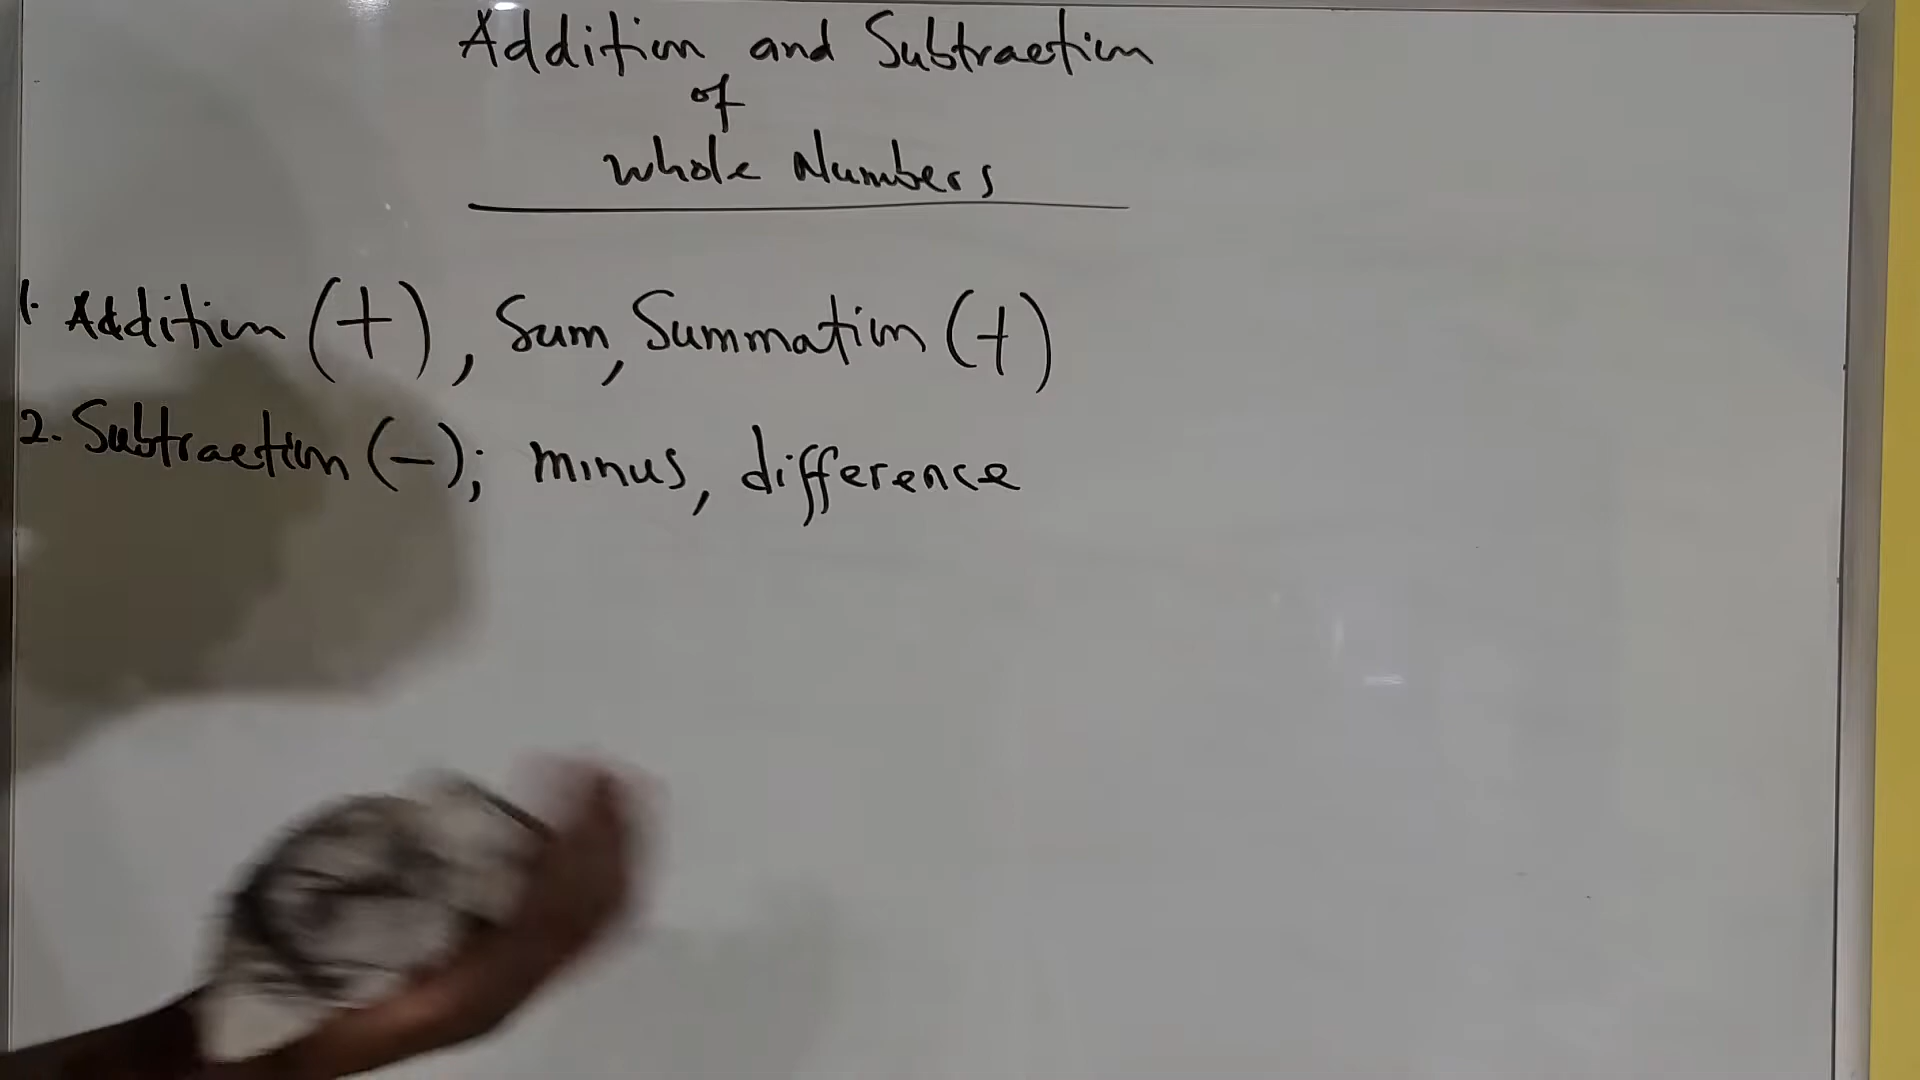 Addition and Subtraction
of
Whole Numbers
1. Addition (+), Sum, Summation (+)
2. Subtraction (-); minus, difference